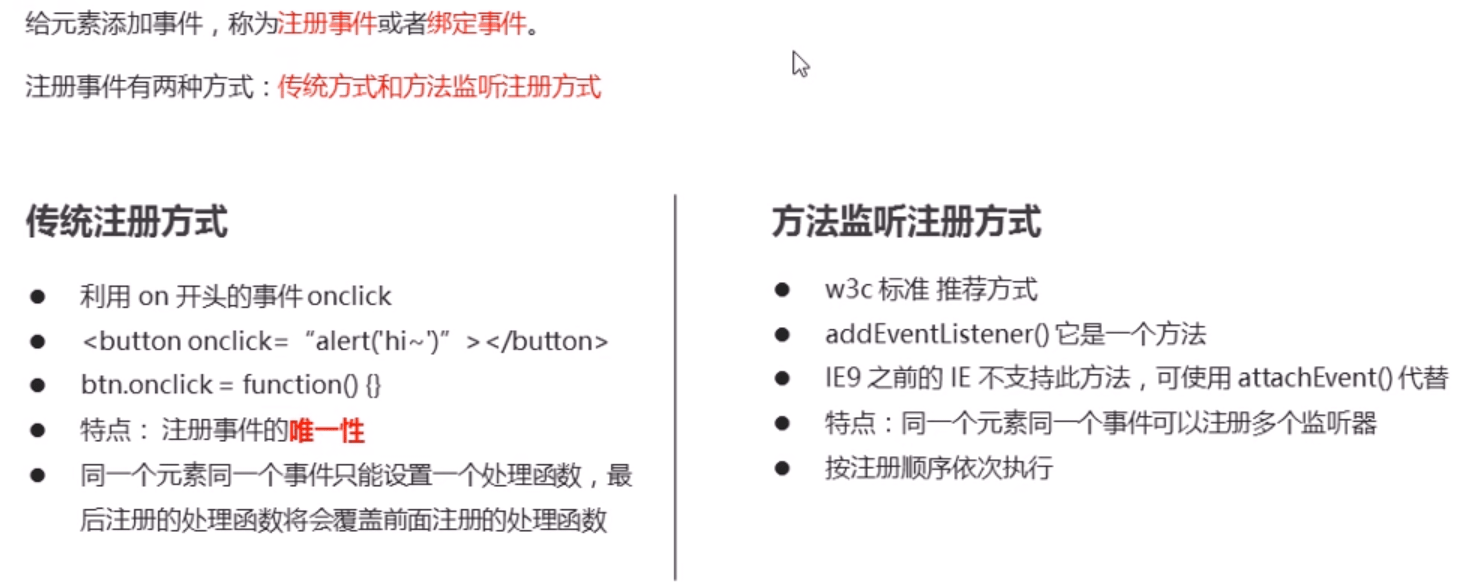 给元素添加事件，称为注册事件或者绑定事件。
注册事件有两种方式：传统方式和方法监听注册方式
传统注册方式
● 利用 on 开头的事件 onclick
● <button onclick= “alert('hi~')” ></button>
● btn.onclick = function() {}
● 特点： 注册事件的唯一性
● 同一个元素同一个事件只能设置一个处理函数，最
后注册的处理函数将会覆盖前面注册的处理函数
方法监听注册方式
● w3c 标准 推荐方式
● addEventListener() 它是一个方法
● IE9 之前的 IE 不支持此方法，可使用 attachEvent() 代替
● 特点：同一个元素同一个事件可以注册多个监听器
● 按注册顺序依次执行